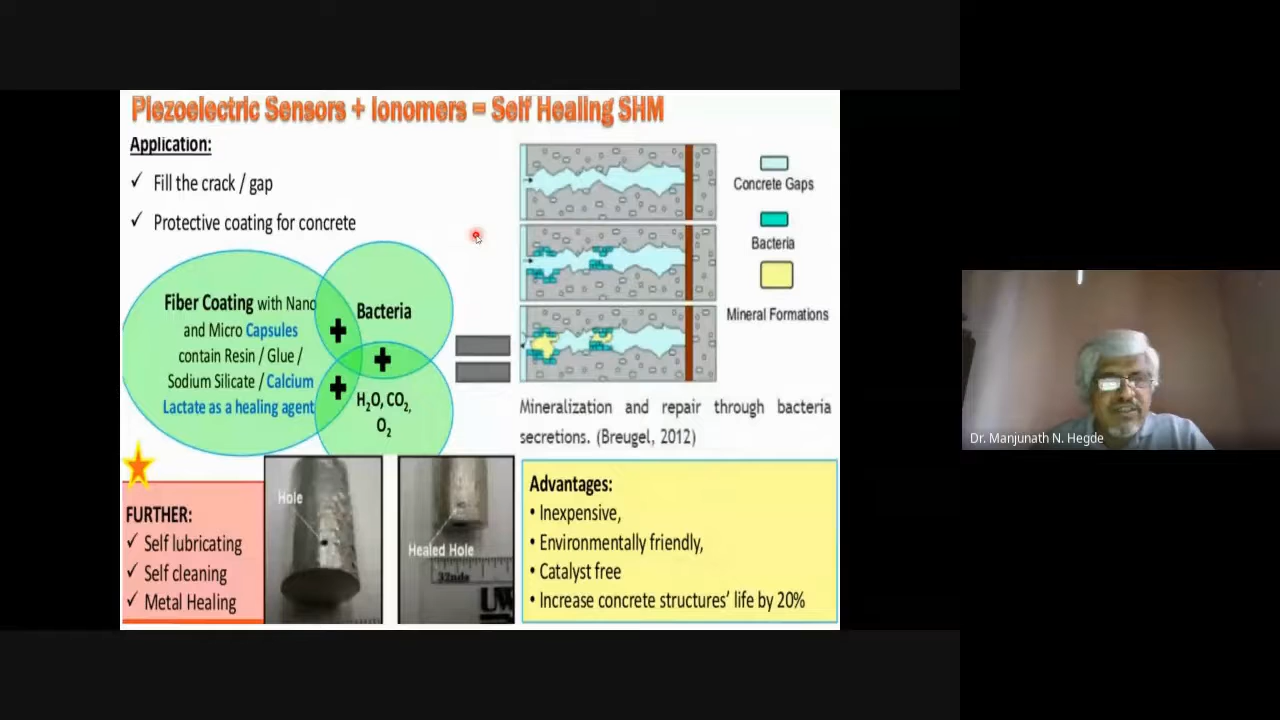 Piezoelectric Sensors + Ionomers = Self Healing SHM
Application:
✓ Fill the crack / gap
✓ Protective coating for concrete
Fiber Coating with Nano
and Micro Capsules
contain Resin / Glue /
Sodium Silicate / Calcium
Lactate as a healing agent
+
Bacteria
+
+
H₂O, CO₂,
O₂
Concrete Gaps
Bacteria
Mineral Formations
Mineralization and repair through bacteria
secretions. (Breugel, 2012)
FURTHER:
✓ Self lubricating
✓ Self cleaning
✓ Metal Healing
Hole
Healed Hole
32nds
UW
Advantages:
• Inexpensive,
• Environmentally friendly,
• Catalyst free
• Increase concrete structures' life by 20%
Dr. Manjunath N. Hegde